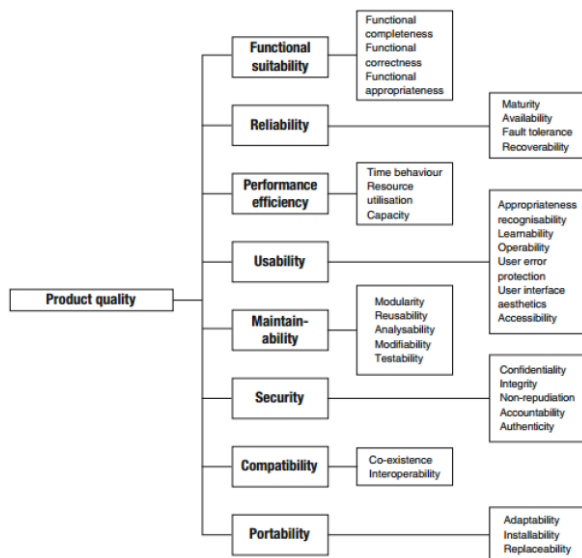 Product quality
Functional
suitability
Functional
completeness
Functional
correctness
Functional
appropriateness
Reliability
Maturity
Availability
Fault tolerance
Recoverability
Performance
efficiency
Time behaviour
Resource
utilisation
Capacity
Usability
Appropriateness
recognisability
Learnability
Operability
User error
protection
User interface
aesthetics
Accessibility
Maintain-
ability
Modularity
Reusability
Analysability
Modifiability
Testability
Security
Confidentiality
Integrity
Non-repudiation
Accountability
Authenticity
Compatibility
Co-existence
Interoperability
Portability
Adaptability
Installability
Replaceability